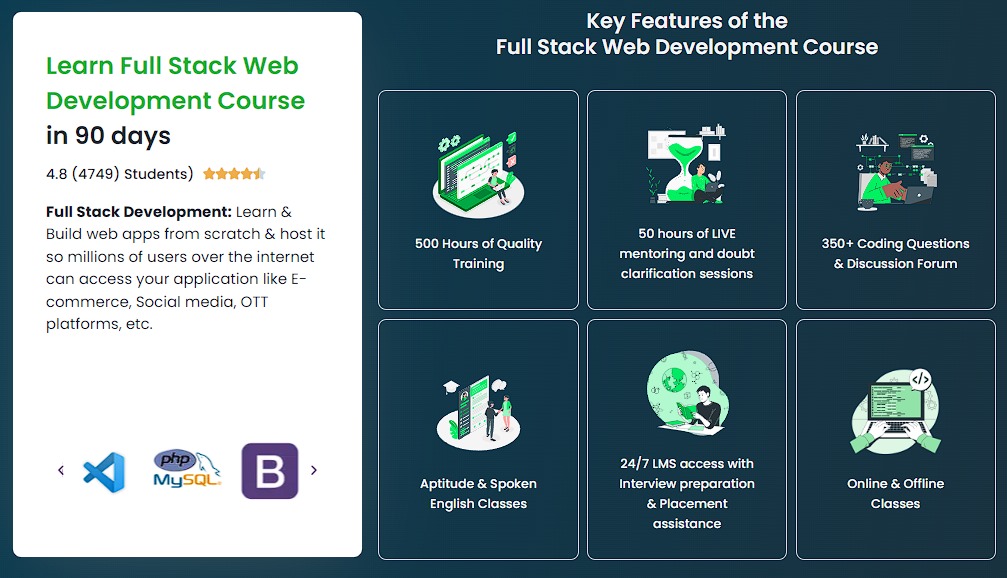 Learn Full Stack Web
Development Course
in 90 days
4.8 (4749) Students)
Full Stack Development: Learn &
Build web apps from scratch & host it
so millions of users over the internet
can access your application like E-
commerce, Social media, OTT
platforms, etc.
php
MySQL
B
Key Features of the
Full Stack Web Development Course
500 Hours of Quality
Training
50 hours of LIVE
mentoring and doubt
clarification sessions
350+ Coding Questions
& Discussion Forum
Aptitude & Spoken
English Classes
24/7 LMS access with
Interview preparation
& Placement
assistance
</>
Online & Offline
Classes